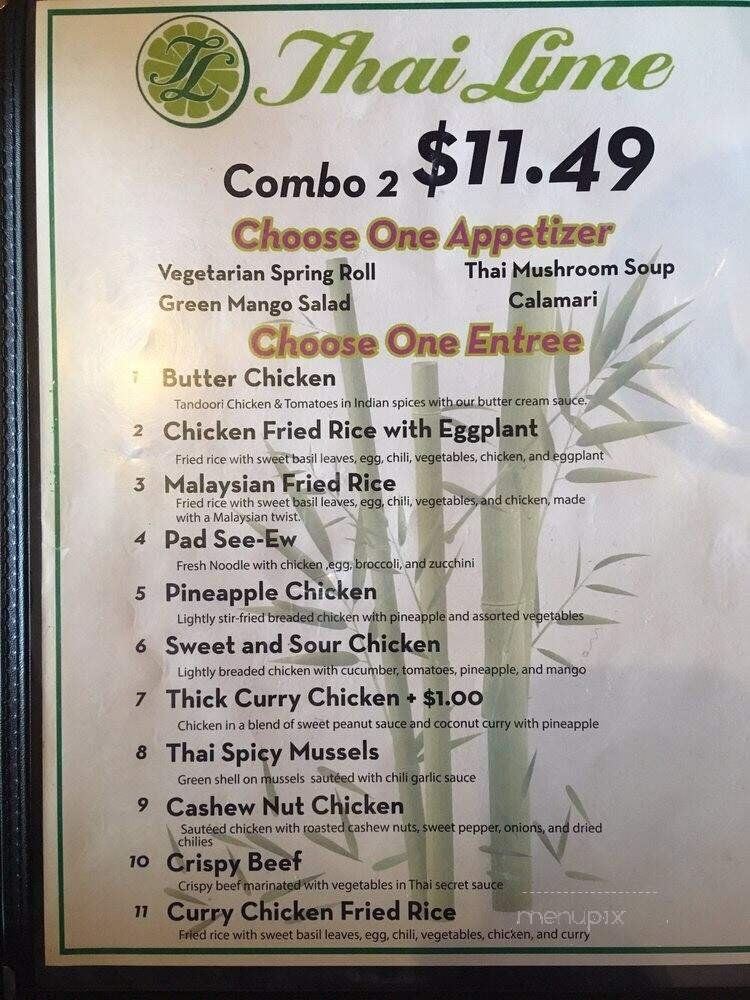 TL Thai Lime
Combo 2 $11.49
Choose One Appetizer
Vegetarian Spring Roll Thai Mushroom Soup
Green Mango Salad Calamari
Choose One Entree
1 Butter Chicken
Tandoori Chicken & Tomatoes in Indian spices with our butter cream sauce.
2 Chicken Fried Rice with Eggplant
Fried rice with sweet basil leaves, egg, chili, vegetables, chicken, and eggplant
3 Malaysian Fried Rice
Fried rice with sweet basil leaves, egg, chili, vegetables, and chicken, made
with a Malaysian twist.
4 Pad See-Ew
Fresh Noodle with chicken ,egg, broccoli, and zucchini
5 Pineapple Chicken
Lightly stir-fried breaded chicken with pineapple and assorted vegetables
6 Sweet and Sour Chicken
Lightly breaded chicken with cucumber, tomatoes, pineapple, and mango
7 Thick Curry Chicken + $1.00
Chicken in a blend of sweet peanut sauce and coconut curry with pineapple
8 Thai Spicy Mussels
Green shell on mussels sautéed with chili garlic sauce
9 Cashew Nut Chicken
Sautéed chicken with roasted cashew nuts, sweet pepper, onions, and dried
chilies
10 Crispy Beef
Crispy beef marinated with vegetables in Thai secret sauce
11 Curry Chicken Fried Rice
Fried rice with sweet basil leaves, egg, chili, vegetables, chicken, and curry
menupix